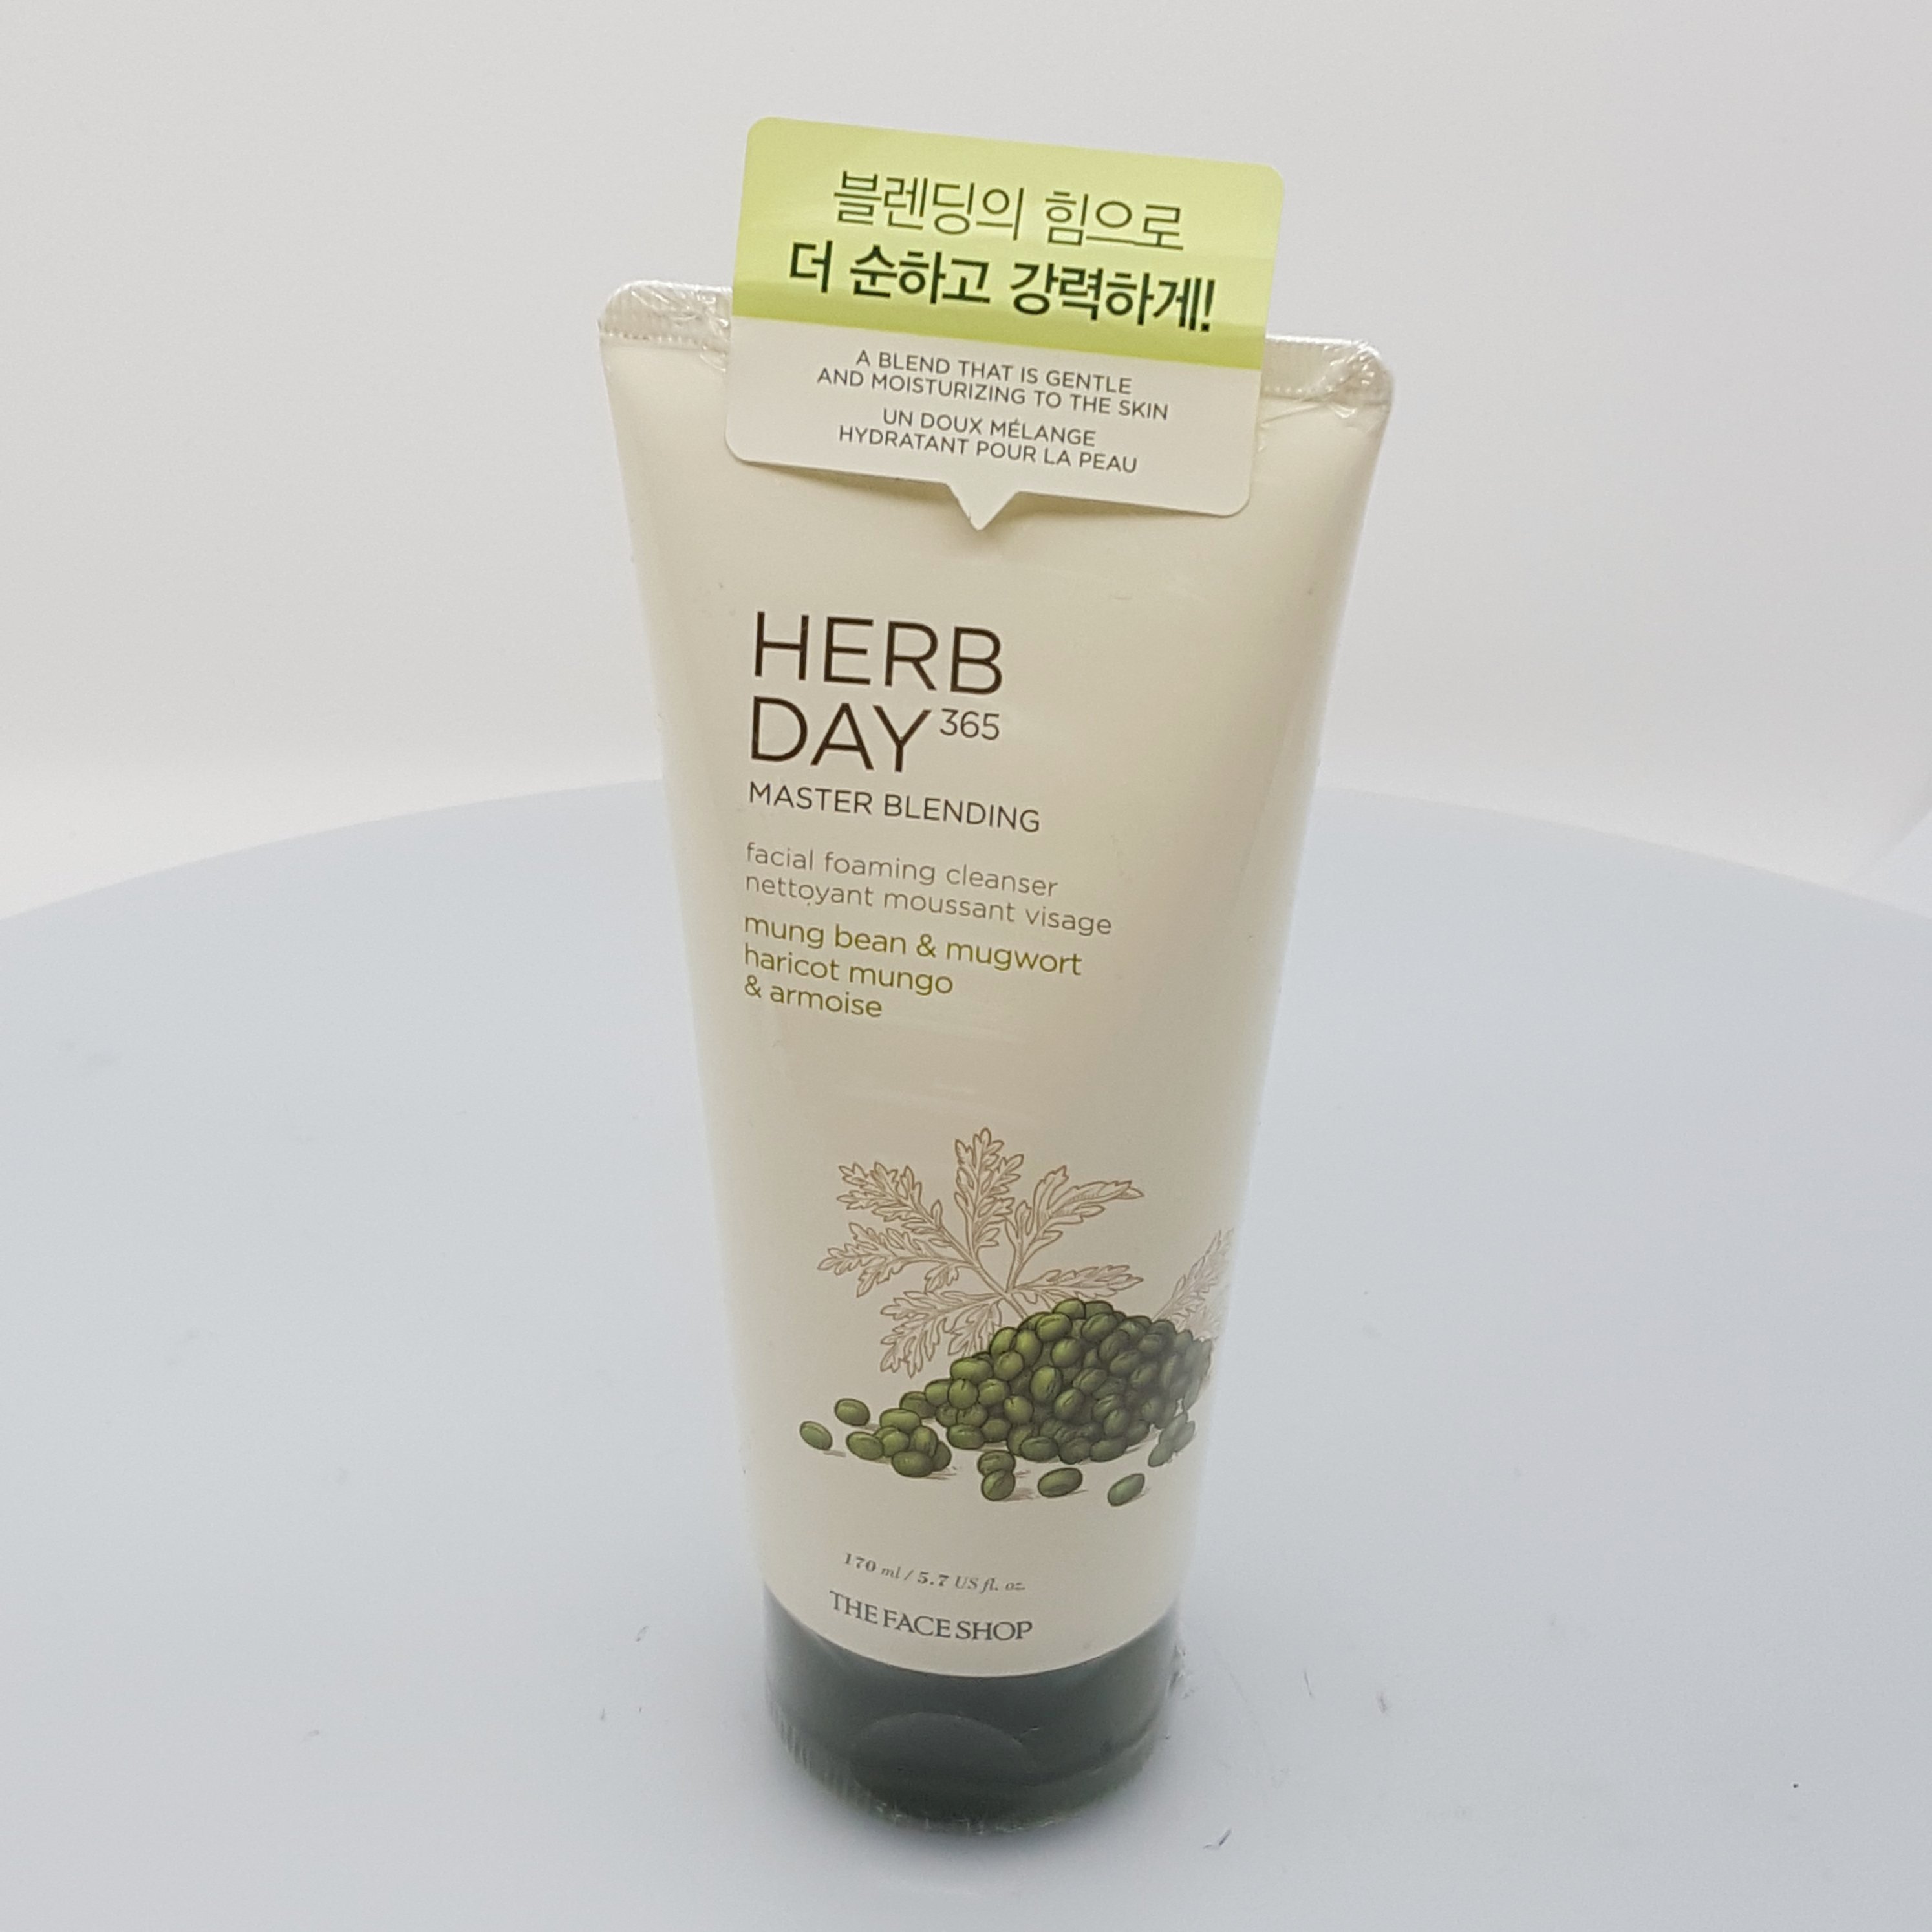 블렌딩의 힘으로
더 순하고 강력하게!
A BLEND THAT IS GENTLE
AND MOISTURIZING TO THE SKIN
UN DOUX MÉLANGE
HYDRATANT POUR LA PEAU
HERB
DAY 365
MASTER BLENDING
facial foaming cleanser
nettoyant moussant visage
mung bean & mugwort
haricot mungo
& armoise
170 ml / 5.7 US fl. oz
THE FACE SHOP